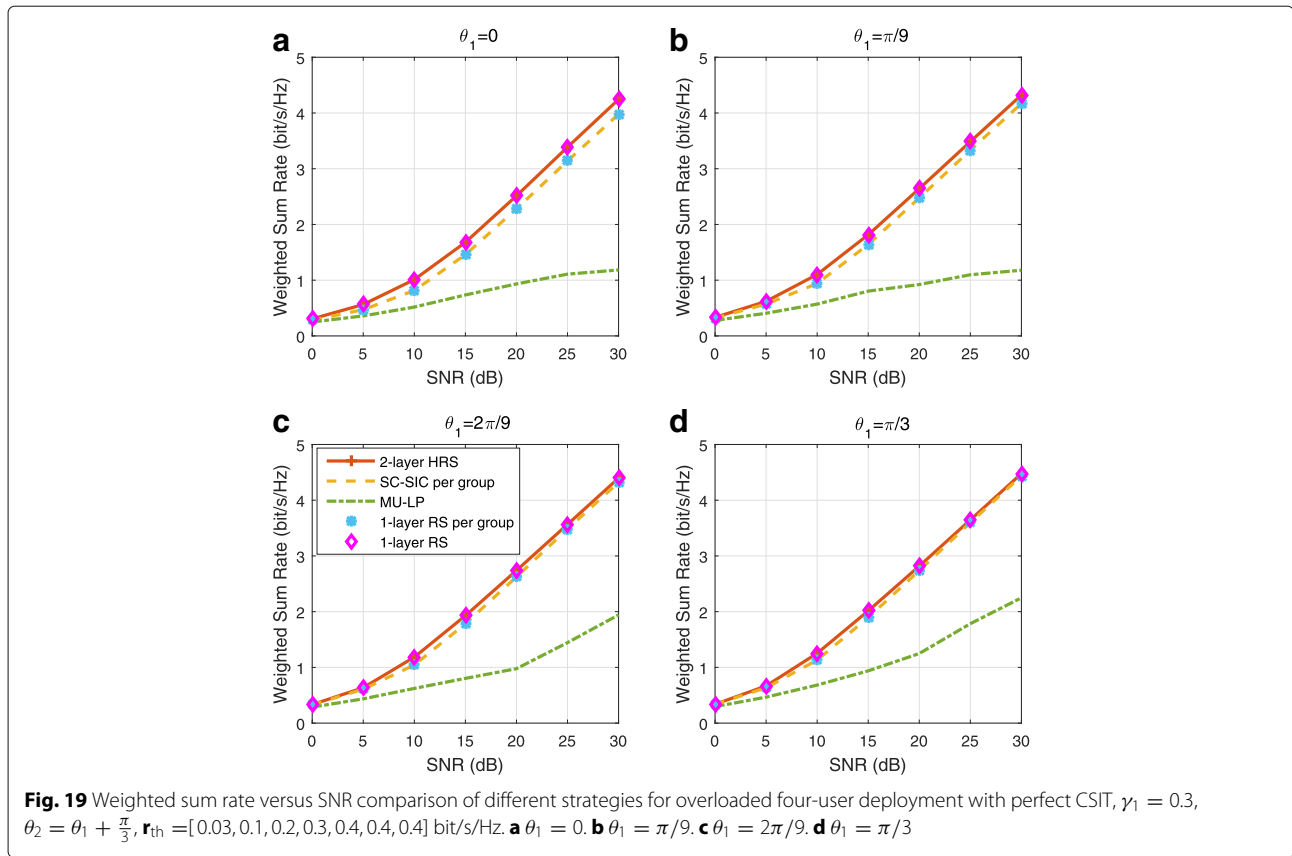 a
θ₁=0
Weighted Sum Rate (bit/s/Hz)
5
4
3
2
1
0
0 5 10 15 20 25 30
SNR (dB)
b
θ₁=π/9
Weighted Sum Rate (bit/s/Hz)
5
4
3
2
1
0
0 5 10 15 20 25 30
SNR (dB)
c
θ₁=2π/9
Weighted Sum Rate (bit/s/Hz)
5
4
3
2
1
0
2-layer HRS
SC-SIC per group
MU-LP
1-layer RS per group
1-layer RS
0 5 10 15 20 25 30
SNR (dB)
d
θ₁=π/3
Weighted Sum Rate (bit/s/Hz)
5
4
3
2
1
0
0 5 10 15 20 25 30
SNR (dB)
Fig. 19 Weighted sum rate versus SNR comparison of different strategies for overloaded four-user deployment with perfect CSIT, γ₁ = 0.3,
θ₂ = θ₁ + π/3, r_th =[ 0.03, 0.1, 0.2, 0.3, 0.4, 0.4, 0.4] bit/s/Hz. a θ₁ = 0. b θ₁ = π/9. c θ₁ = 2π/9. d θ₁ = π/3